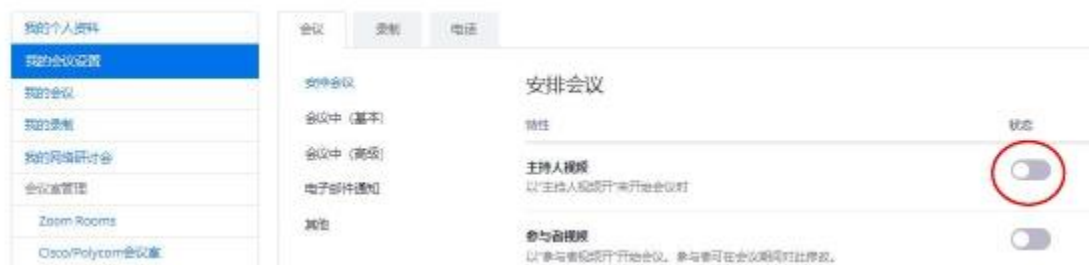 我的个人资料
我的会议设置
我的会议
我的录制
我的网络研讨会
会议室管理
Zoom Rooms
Cisco/Polycom会议室
会议 录制 电话
安排会议
会议中 (基本)
会议中 (高级)
电子邮件通知
其他
安排会议
特性 状态
主持人视频
以"主持人视频开"来开始会议时
参与者视频
以"参与者视频开"开始会议。参与者可在会议期间对此修改。